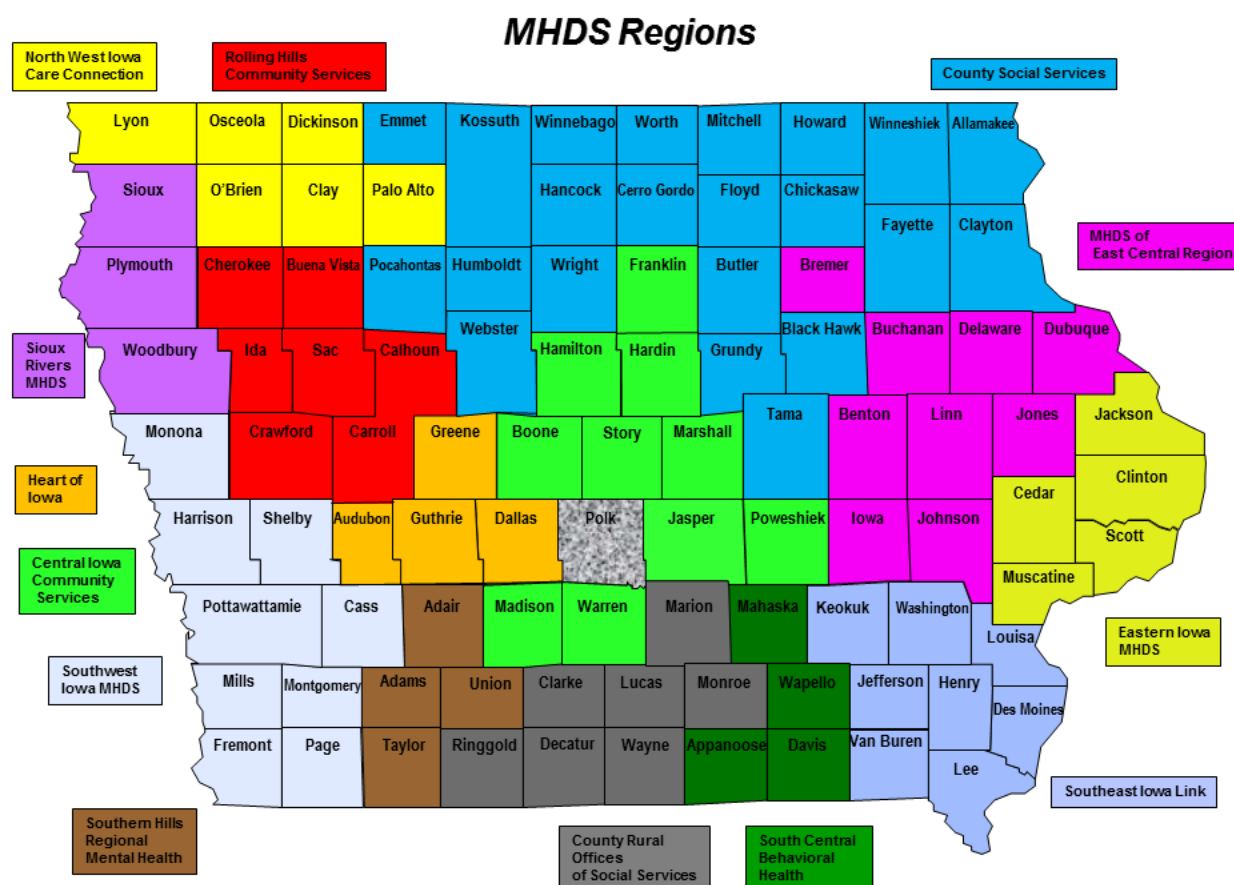 MHDS Regions
North West Iowa
Care Connection
Rolling Hills
Community Services
County Social Services
Lyon
Osceola
Dickinson
Emmet
Kossuth
Winnebago
Worth
Mitchell
Howard
Winneshiek
Allamakee
Sioux
O'Brien
Clay
Palo Alto
Hancock
Cerro Gordo
Floyd
Chickasaw
Fayette
Clayton
MHDS of
East Central Region
Plymouth
Cherokee
Buena Vista
Pocahontas
Humboldt
Wright
Franklin
Butler
Bremer
Sioux
Rivers
MHDS
Woodbury
Ida
Sac
Calhoun
Webster
Hamilton
Hardin
Grundy
Black Hawk
Buchanan
Delaware
Dubuque
Monona
Crawford
Carroll
Greene
Boone
Story
Marshall
Tama
Benton
Linn
Jones
Jackson
Heart of
Iowa
Harrison
Shelby
Audubon
Guthrie
Dallas
Polk
Jasper
Poweshiek
Iowa
Johnson
Cedar
Clinton
Scott
Muscatine
Central Iowa
Community
Services
Pottawattamie
Cass
Adair
Madison
Warren
Marion
Mahaska
Keokuk
Washington
Louisa
Eastern Iowa
MHDS
Southwest
Iowa MHDS
Mills
Montgomery
Adams
Union
Clarke
Lucas
Monroe
Wapello
Jefferson
Henry
Des Moines
Fremont
Page
Taylor
Ringgold
Decatur
Wayne
Appanoose
Davis
Van Buren
Lee
Southeast Iowa Link
Southern Hills
Regional
Mental Health
County Rural
Offices
of Social Services
South Central
Behavioral
Health